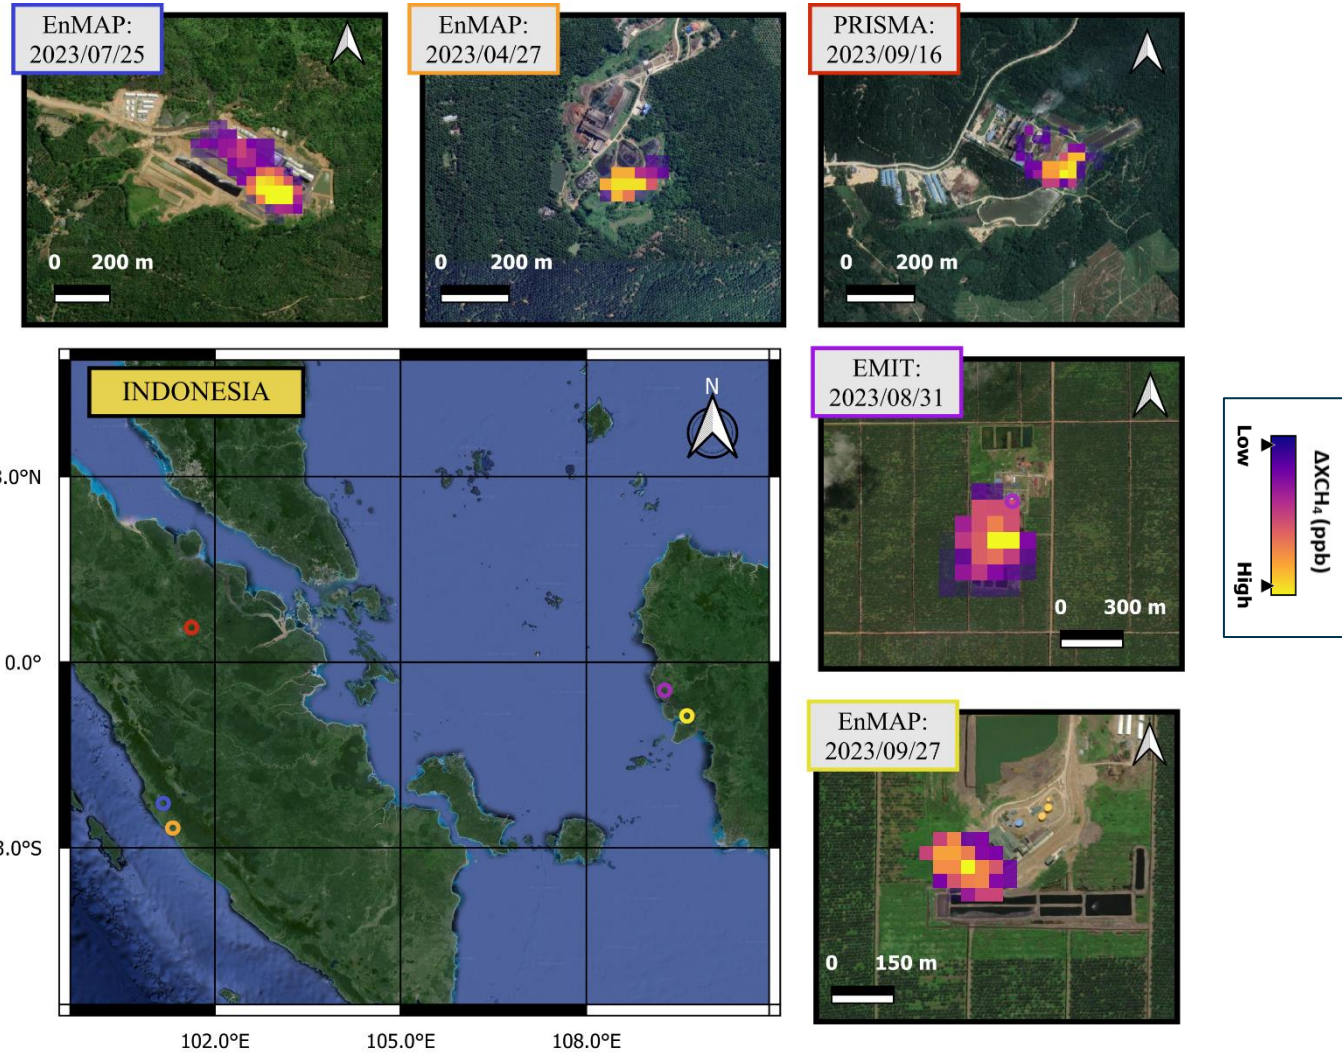 EnMAP:
2023/07/25
EnMAP:
2023/04/27
PRISMA:
2023/09/16
0 200 m
0 200 m
0 200 m
INDONESIA
N
3.0°N
0.0°
3.0°S
102.0°E 105.0°E 108.0°E
EMIT:
2023/08/31
0 300 m
EnMAP:
2023/09/27
0 150 m
ΔXCH₄ (ppb)
Low
High